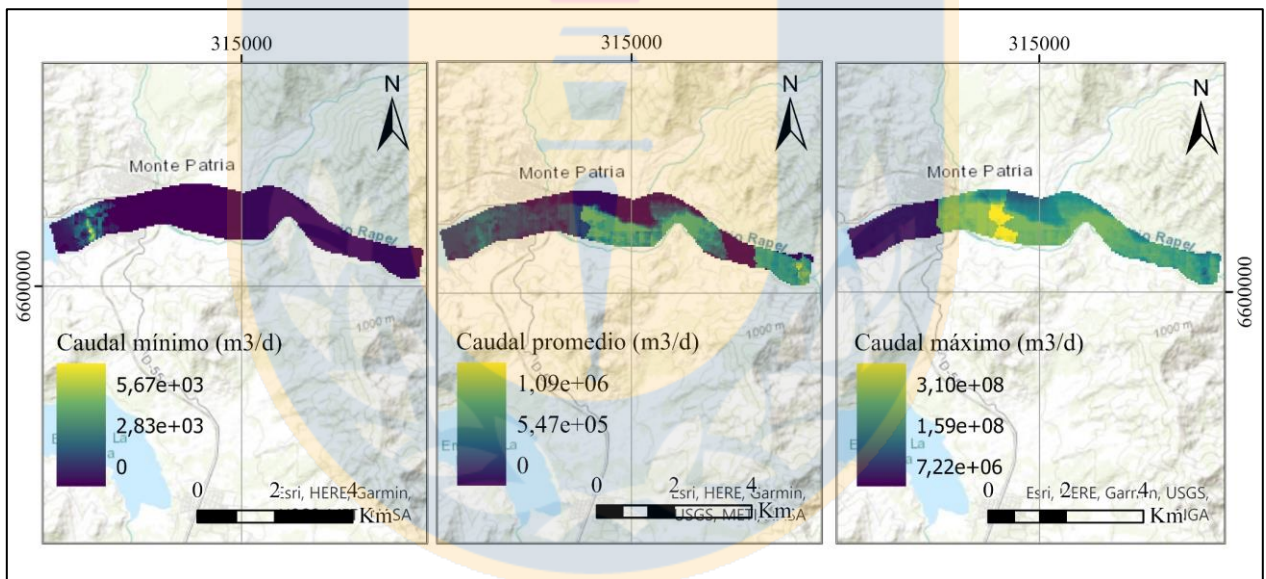 315000
N
Monte Patria
Rapel
6600000
Caudal mínimo (m3/d)
5,67e+03
2,83e+03
0
0 2 4
Km
Esri, HERE, Garmin,
315000
N
Monte Patria
Rio Rapel
1000 m
Caudal promedio (m3/d)
1,09e+06
5,47e+05
0
0 2 4
Km
Esri, HERE, Garmin,
USGS,
315000
N
Monte Patria
Rapel
1000 m
6600000
Caudal máximo (m3/d)
3,10e+08
1,59e+08
7,22e+06
0 2 4
Km
Esri, USGS,